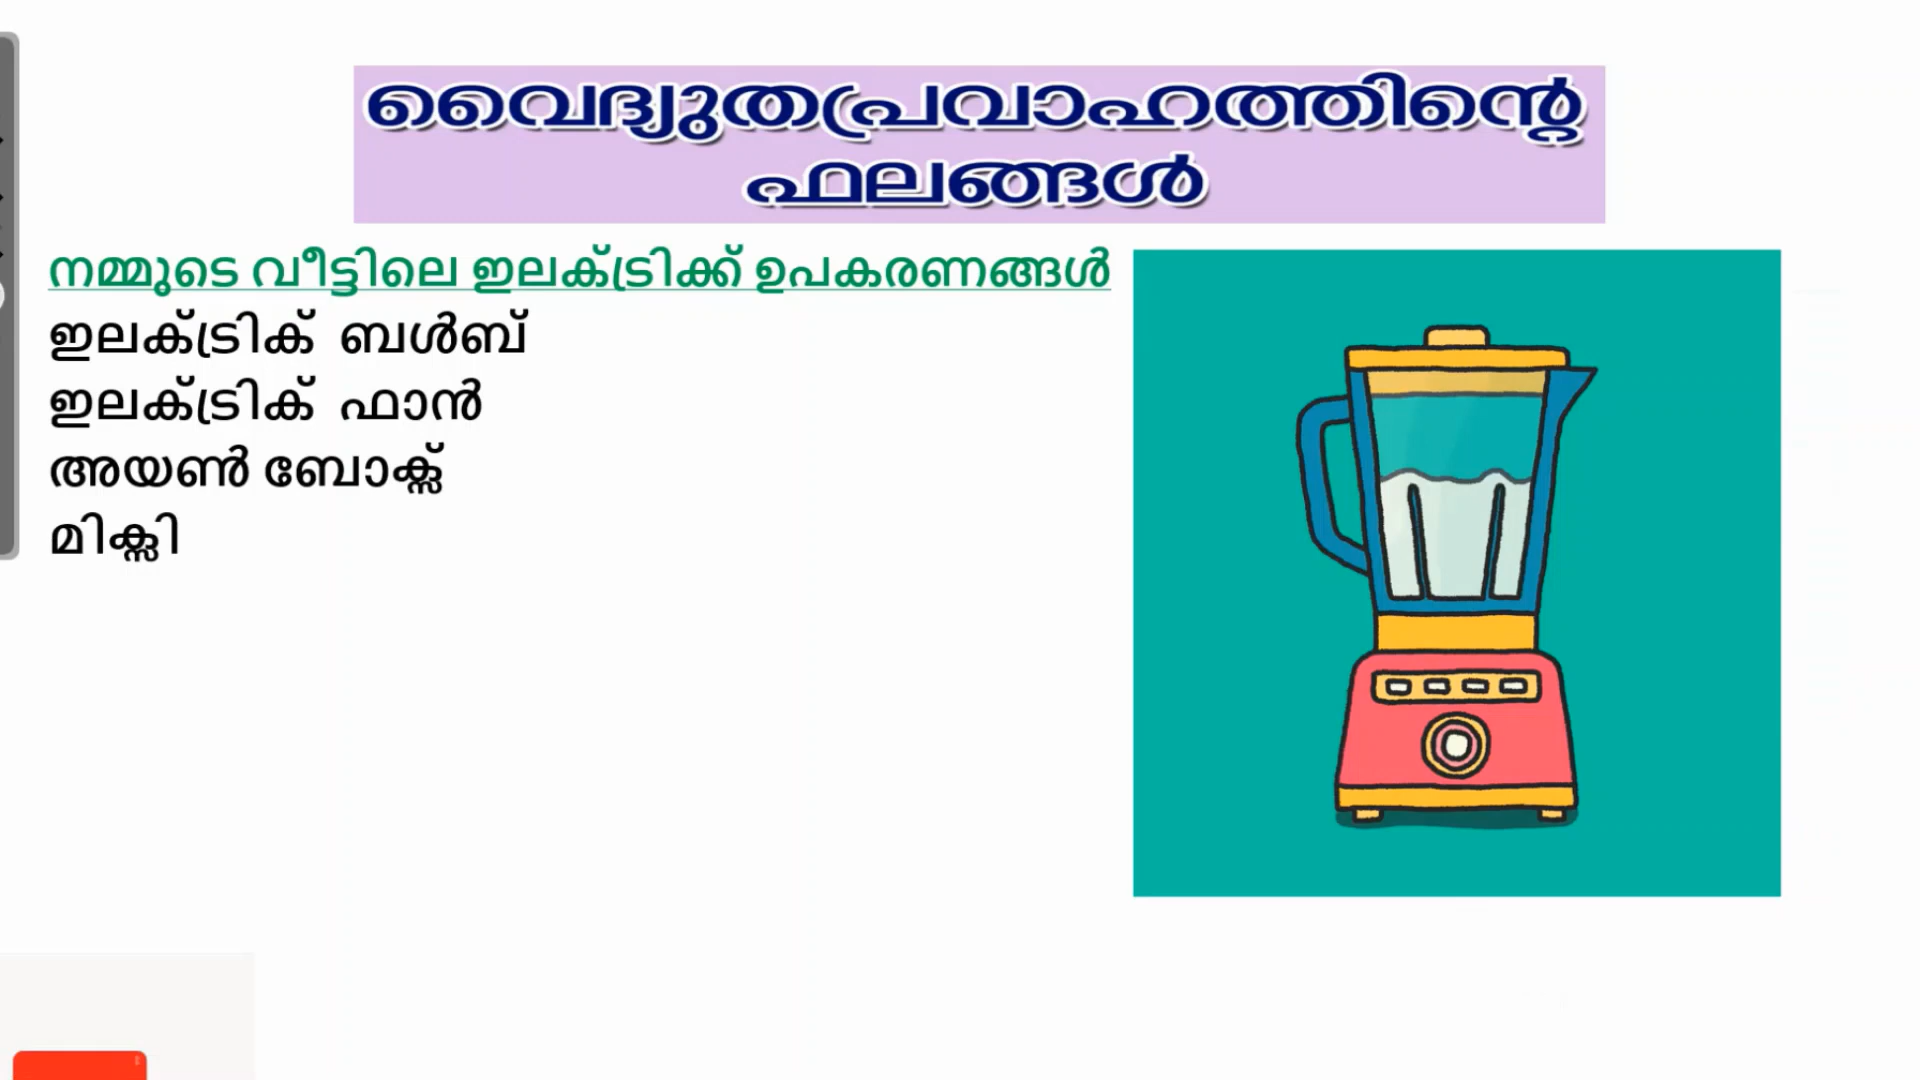 വൈദ്യുതപ്രവാഹത്തിന്റെ
ഫലങ്ങൾ
നമ്മുടെ വീട്ടിലെ ഇലക്ട്രിക്ക് ഉപകരണങ്ങൾ
ഇലക്ട്രിക് ബൾബ്
ഇലക്ട്രിക് ഫാൻ
അയൺ ബോക്സ്
മിക്സി